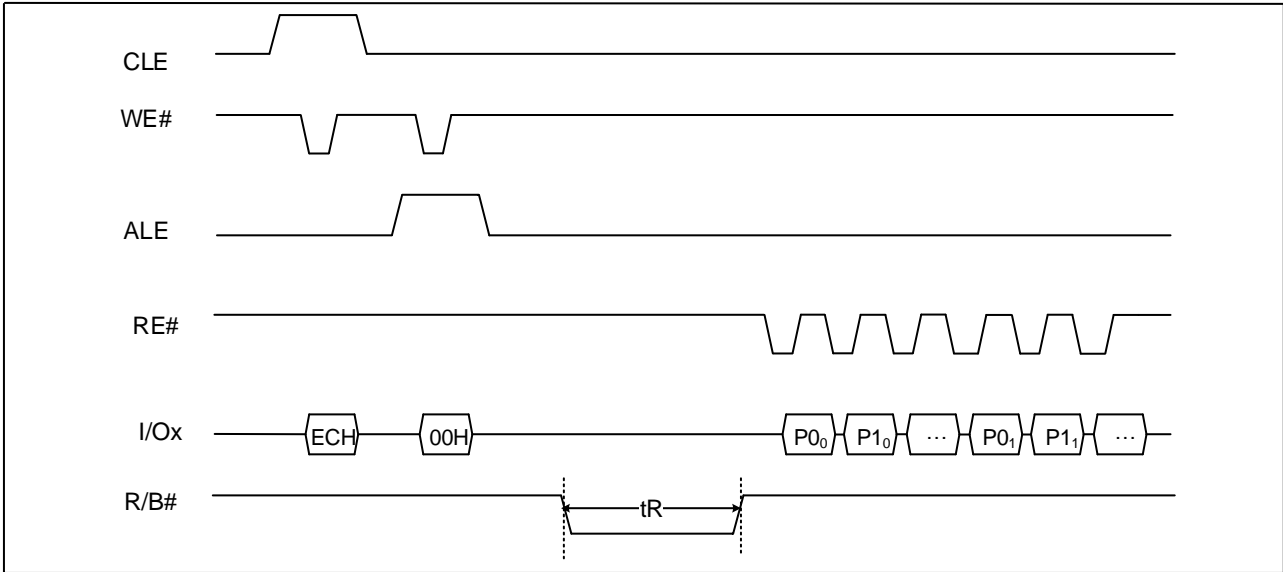 CLE
WE#
ALE
RE#
I/Ox ECH 00H P0₀ P1₀ ... P0₁ P1₁ ...
R/B# tR